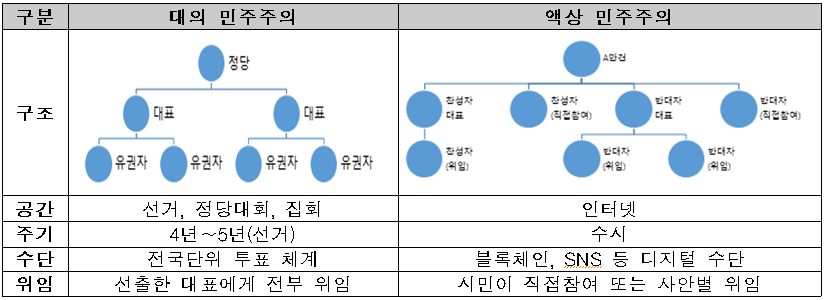 구분 대의 민주주의 액상 민주주의
구조
정당
대표 대표
유권자 유권자 유권자 유권자
A안건
찬성자 대표 찬성자 (직접참여) 반대자 대표 반대자 (직접참여)
찬성자 (위임) 반대자 (위임) 반대자 (위임)
공간 선거, 정당대회, 집회 인터넷
주기 4년~5년(선거) 수시
수단 전국단위 투표 체계 블록체인, SNS 등 디지털 수단
위임 선출한 대표에게 전부 위임 시민이 직접참여 또는 사안별 위임